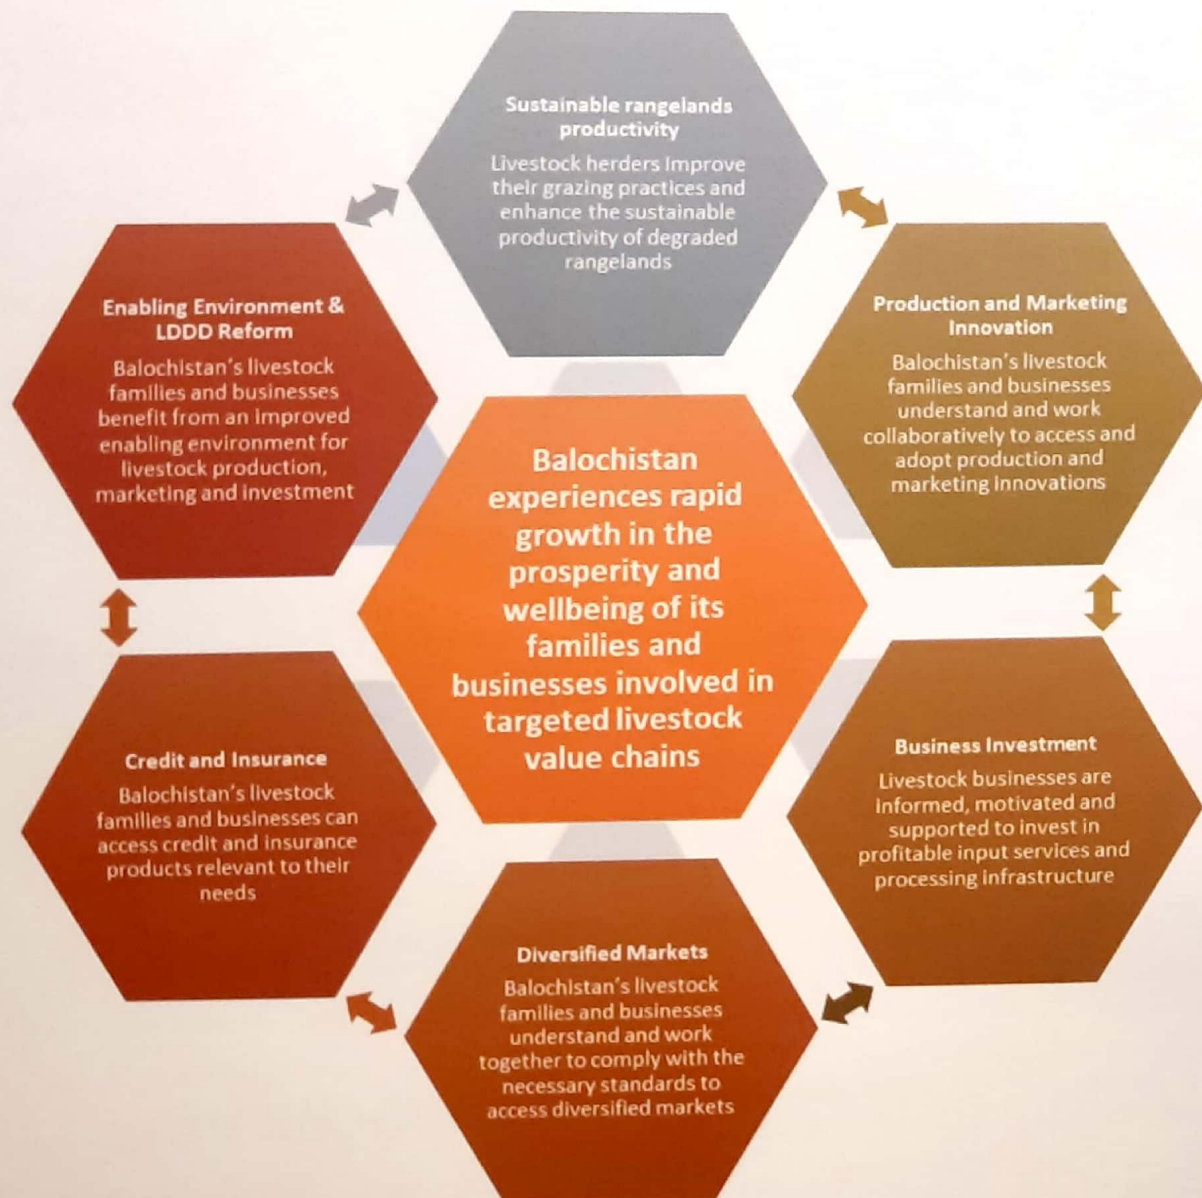 Sustainable rangelands
productivity
Livestock herders Improve
their grazing practices and
enhance the sustainable
productivity of degraded
rangelands
Enabling Environment &
LDDD Reform
Balochistan's livestock
families and businesses
benefit from an improved
enabling environment for
livestock production,
marketing and investment
Production and Marketing
Innovation
Balochistan's livestock
families and businesses
understand and work
collaboratively to access and
adopt production and
marketing innovations
Balochistan
experiences rapid
growth in the
prosperity and
wellbeing of its
families and
businesses involved in
targeted livestock
value chains
Credit and Insurance
Balochistan's livestock
families and businesses can
access credit and insurance
products relevant to their
needs
Business Investment
Livestock businesses are
informed, motivated and
supported to invest in
profitable input services and
processing infrastructure
Diversified Markets
Balochistan's livestock
families and businesses
understand and work
together to comply with the
necessary standards to
access diversified markets